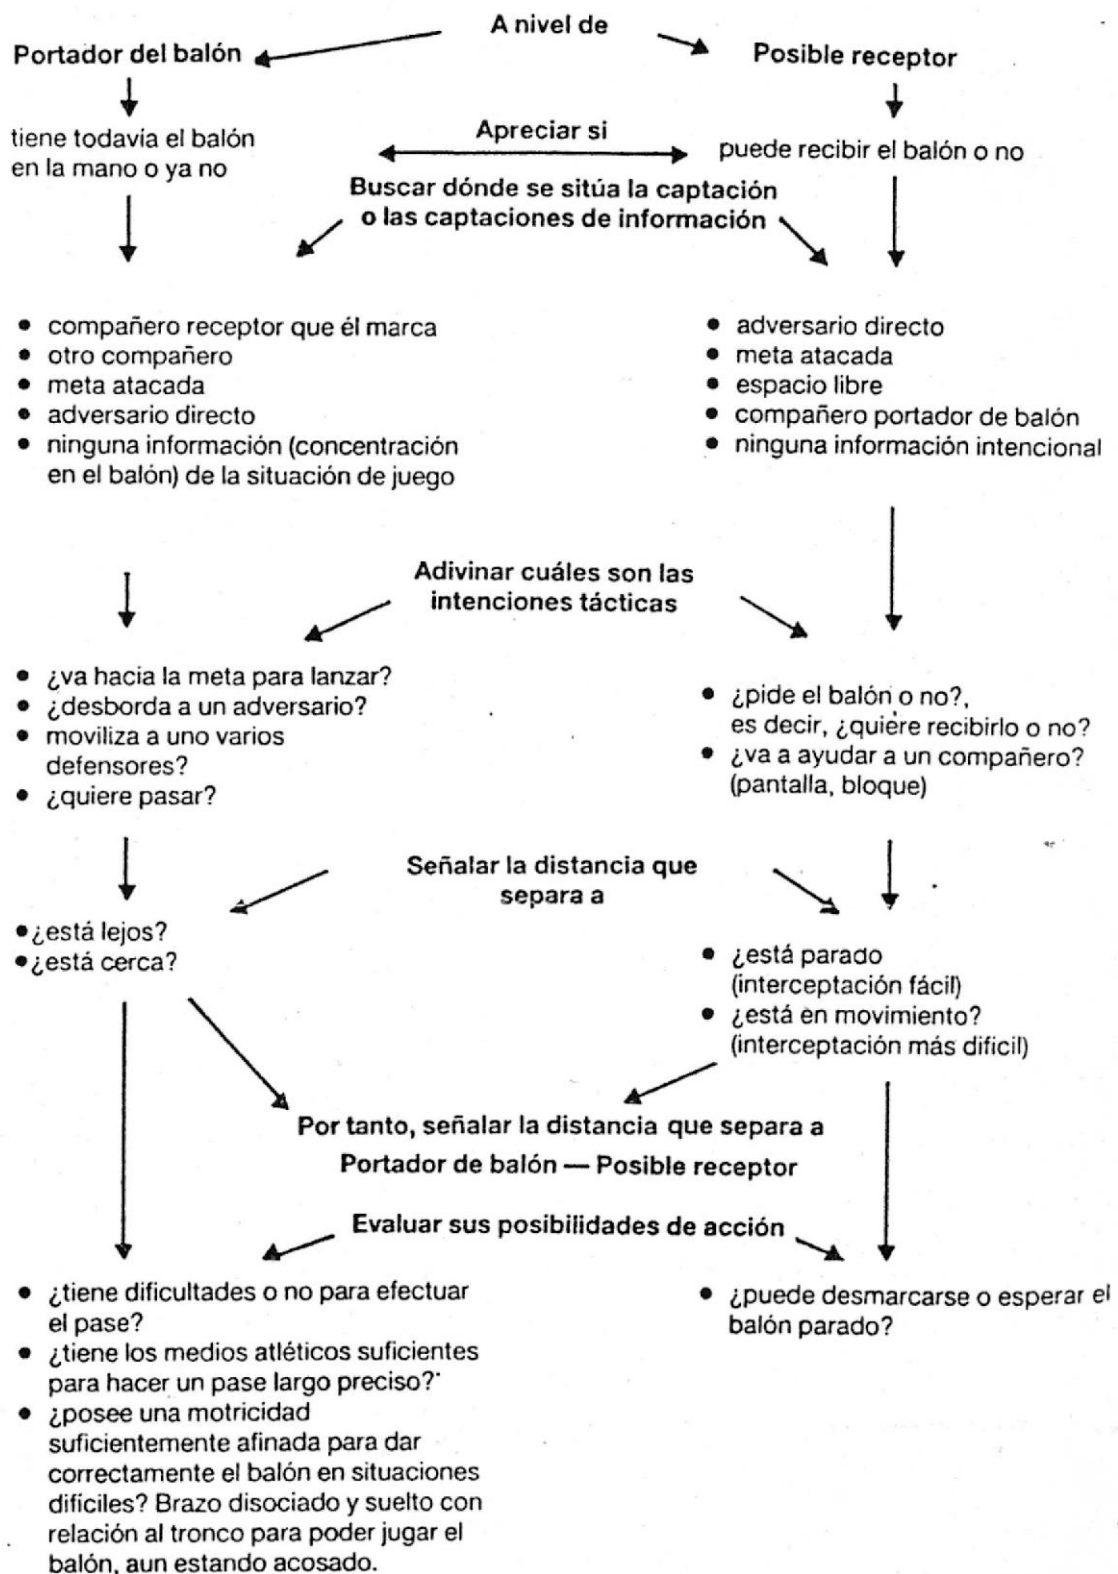 A nivel de
Portador del balón
Posible receptor
tiene todavía el balón
en la mano o ya no
Apreciar si
puede recibir el balón o no
Buscar dónde se sitúa la captación
o las captaciones de información
• compañero receptor que él marca
• otro compañero
• meta atacada
• adversario directo
• ninguna información (concentración
en el balón) de la situación de juego
• adversario directo
• meta atacada
• espacio libre
• compañero portador de balón
• ninguna información intencional
Adivinar cuáles son las
intenciones tácticas
• ¿va hacia la meta para lanzar?
• ¿desborda a un adversario?
• moviliza a uno varios
defensores?
• ¿quiere pasar?
• ¿pide el balón o no?,
es decir, ¿quiere recibirlo o no?
• ¿va a ayudar a un compañero?
(pantalla, bloque)
Señalar la distancia que
separa a
• ¿está lejos?
• ¿está cerca?
• ¿está parado
(interceptación fácil)
• ¿está en movimiento?
(interceptación más difícil)
Por tanto, señalar la distancia que separa a
Portador de balón — Posible receptor
Evaluar sus posibilidades de acción
• ¿tiene dificultades o no para efectuar
el pase?
• ¿tiene los medios atléticos suficientes
para hacer un pase largo preciso?
• ¿posee una motricidad
suficientemente afinada para dar
correctamente el balón en situaciones
difíciles? Brazo disociado y suelto con
relación al tronco para poder jugar el
balón, aun estando acosado.
• ¿puede desmarcarse o esperar el
balón parado?